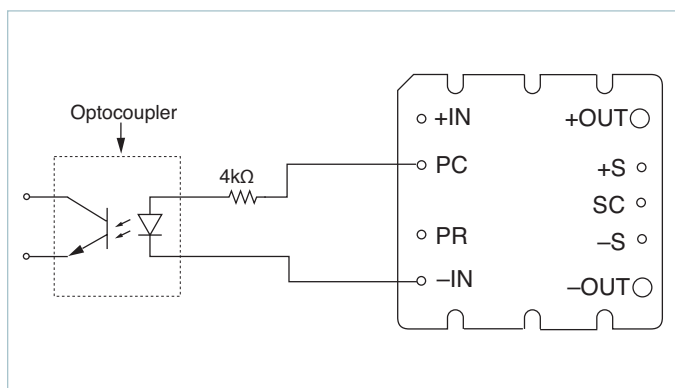 Optocoupler
4kΩ
+IN
PC
PR
–IN
+OUT
+S
SC
–S
–OUT